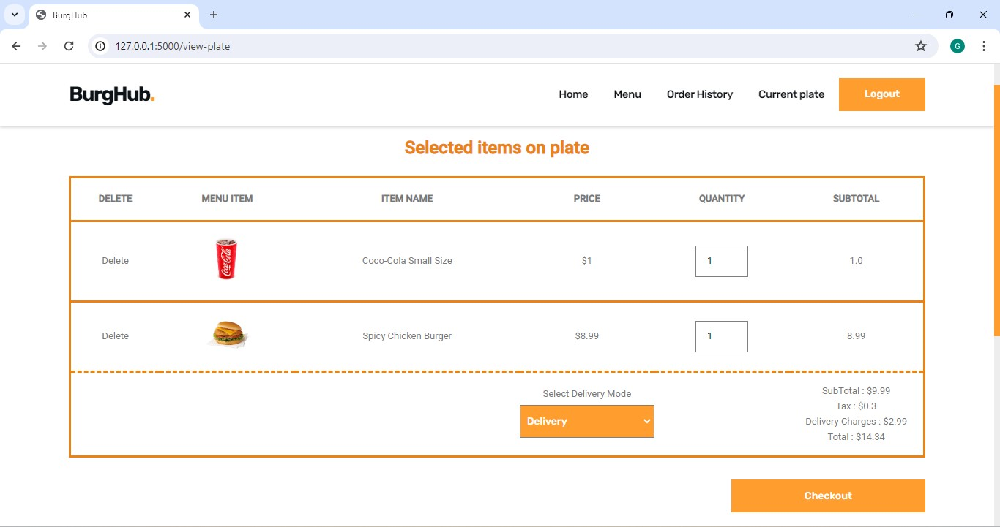 BurgHub
127.0.0.1:5000/view-plate
G
BurgHub.
Home Menu Order History Current plate Logout
Selected items on plate
DELETE MENU ITEM ITEM NAME PRICE QUANTITY SUBTOTAL
Coca-Cola
Delete Coco-Cola Small Size $1 1 1.0
Delete Spicy Chicken Burger $8.99 1 8.99
Select Delivery Mode
Delivery
SubTotal : $9.99
Tax : $0.3
Delivery Charges : $2.99
Total : $14.34
Checkout